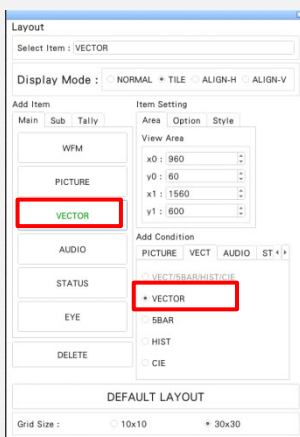 Layout
Select Item : VECTOR
Display Mode : NORMAL TILE ALIGN-H ALIGN-V
Add Item
Main Sub Tally
WFM
PICTURE
VECTOR
AUDIO
STATUS
EYE
DELETE
Item Setting
Area Option Style
View Area
x0 : 960
y0 : 60
x1 : 1560
y1 : 600
Add Condition
PICTURE VECT AUDIO ST
VECT/5BAR/HIST/CIE
VECTOR
5BAR
HIST
CIE
DEFAULT LAYOUT
Grid Size : 10x10 30x30